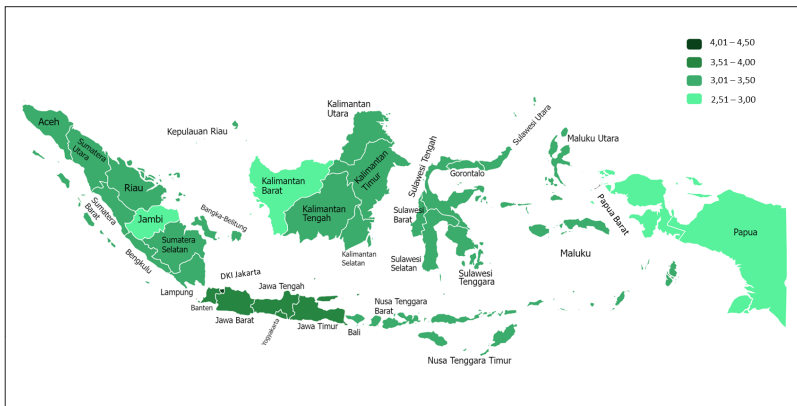 4,01 – 4,50
3,51 – 4,00
3,01 – 3,50
2,51 – 3,00
Aceh
Sumatera
Utara
Kepulauan Riau
Riau
Sumatera
Barat
Jambi
Bangka-Belitung
Sumatera
Selatan
Bengkulu
Lampung
DKI Jakarta
Banten
Jawa Barat
Jawa Tengah
Yogyakarta
Jawa Timur
Bali
Nusa Tenggara
Barat
Nusa Tenggara Timur
Kalimantan
Utara
Kalimantan
Barat
Kalimantan
Timur
Kalimantan
Tengah
Kalimantan
Selatan
Sulawesi Tengah
Gorontalo
Sulawesi Utara
Sulawesi
Barat
Sulawesi
Selatan
Sulawesi
Tenggara
Maluku Utara
Maluku
Papua Barat
Papua